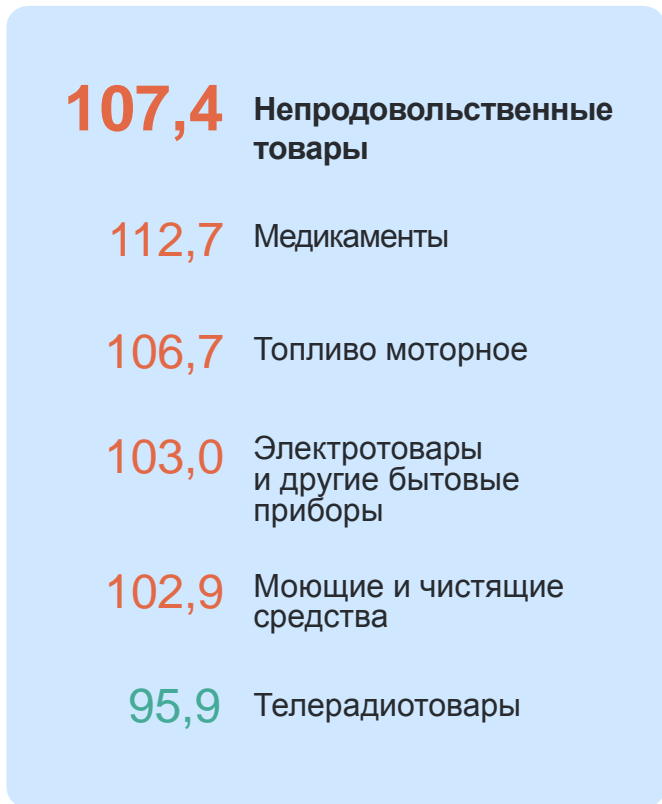 107,4 Непродовольственные
товары
112,7 Медикаменты
106,7 Топливо моторное
103,0 Электротовары
и другие бытовые
приборы
102,9 Моющие и чистящие
средства
95,9 Телерадиотовары